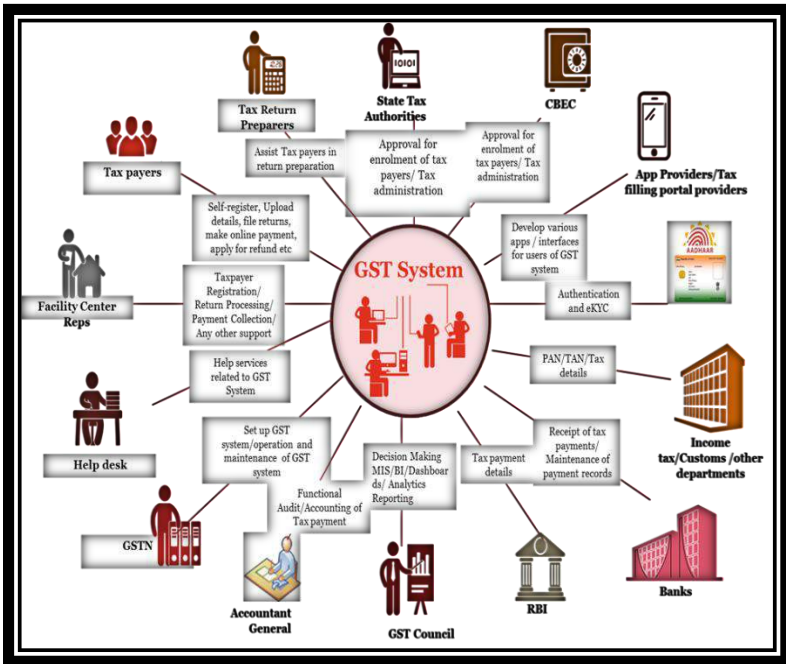 Tax Return
Preparers
State Tax
Authorities
CBEC
Tax payers
App Providers/Tax
filling portal providers
Assist Tax payers in
return preparation
Approval for
enrolment of tax
payers/ Tax
administration
Approval for
enrolment of
tax payers/ Tax
administration
Self-register, Upload
details, file returns,
make online payment,
apply for refund etc
Develop various
apps / interfaces
for users of GST
system
AADHAAR
GST System
Facility Center
Reps
Taxpayer
Registration/
Return Processing/
Payment Collection/
Any other support
Authentication
and eKYC
Help services
related to GST
System
PAN/TAN/Tax
details
Help desk
Income
tax/Customs /other
departments
Set up GST
system/operation and
maintenance of GST
system
Decision Making
MIS/BI/Dashboar
ds/ Analytics
Reporting
Tax payment
details
Receipt of tax
payments/
Maintenance of
payment records
Functional
Audit/Accounting of
Tax payment
GSTN
Accountant
General
GST Council
RBI
Banks